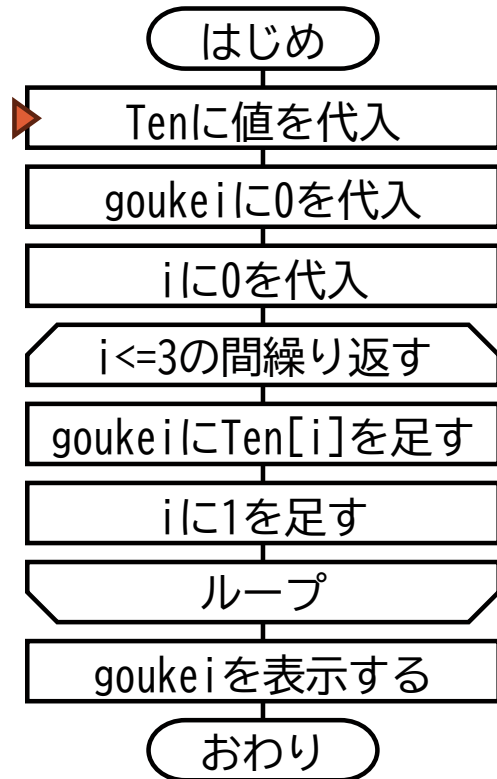 はじめ
Tenに値を代入
goukeiに0を代入
iに0を代入
i<=3の間繰り返す
goukeiにTen[i]を足す
iに1を足す
ループ
goukeiを表示する
おわり